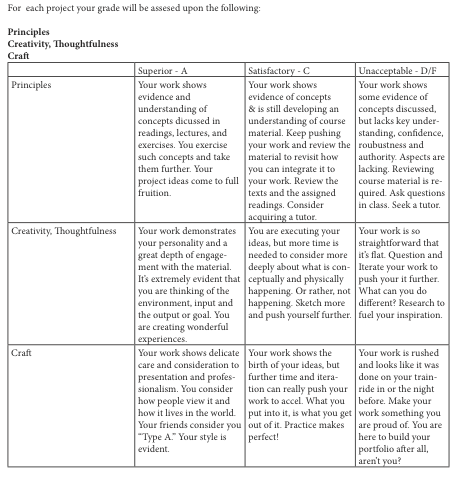 For each project your grade will be assesed upon the following:
Principles
Creativity, Thoughtfulness
Craft
Superior - A
Satisfactory - C
Unacceptable - D/F
Principles
Your work shows
evidence and
understanding of
concepts dicussed in
readings, lectures, and
exercises. You exercise
such concepts and take
them further. Your
project ideas come to full
fruition.
Your work shows
evidence of concepts
& is still developing an
understanding of course
material. Keep pushing
your work and review the
material to revisit how
you can integrate it to
your work. Review the
texts and the assigned
readings. Consider
acquiring a tutor.
Your work shows
some evidence of
concepts discussed,
but lacks key under-
standing, confidence,
roubustness and
authority. Aspects are
lacking. Reviewing
course material is re-
quired. Ask questions
in class. Seek a tutor.
Creativity, Thoughtfulness
Your work demonstrates
your personality and a
great depth of engage-
ment with the material.
It's extremely evident that
you are thinking of the
environment, input and
the output or goal. You
are creating wonderful
experiences.
You are executing your
ideas, but more time is
needed to consider more
deeply about what is con-
ceptually and physically
happening. Or rather, not
happening. Sketch more
and push yourself further.
Your work is so
straightforward that
it's flat. Question and
Iterate your work to
push your it further.
What can you do
different? Research to
fuel your inspiration.
Craft
Your work shows delicate
care and consideration to
presentation and profes-
sionalism. You consider
how people view it and
how it lives in the world.
Your friends consider you
"Type A." Your style is
evident.
Your work shows the
birth of your ideas, but
further time and itera-
tion can really push your
work to accel. What you
put into it, is what you get
out of it. Practice makes
perfect!
Your work is rushed
and looks like it was
done on your train-
ride in or the night
before. Make your
work something you
are proud of. You are
here to build your
portfolio after all,
aren't you?